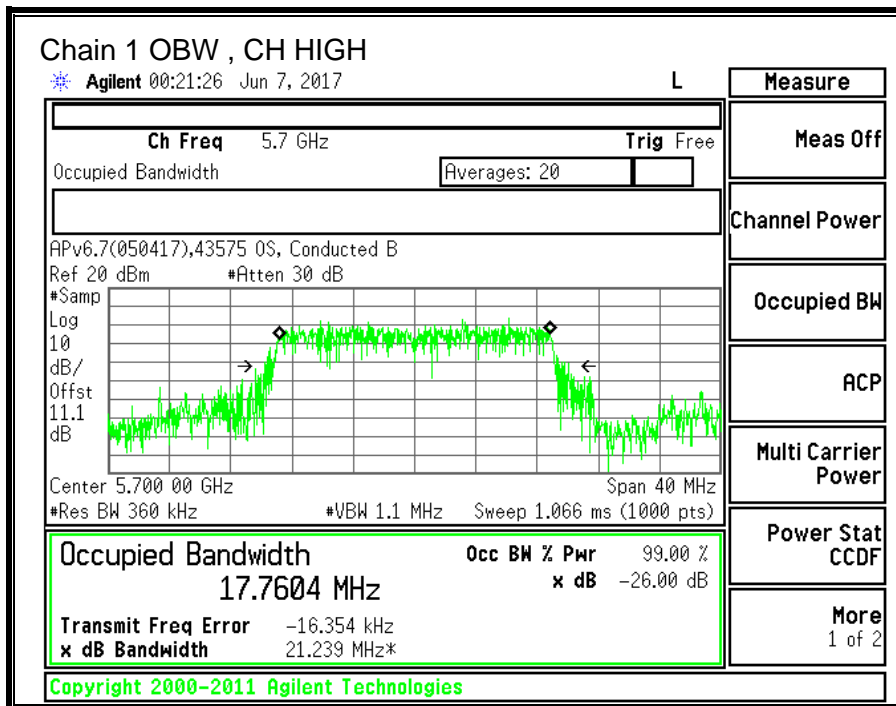 Chain 1 OBW , CH HIGH
Agilent 00:21:26 Jun 7, 2017 L
Ch Freq 5.7 GHz Trig Free
Occupied Bandwidth Averages: 20
APv6.7(050417),43575 OS, Conducted B
Ref 20 dBm #Atten 30 dB
#Samp
Log
10
dB/
Offst
11.1
dB
Center 5.700 00 GHz Span 40 MHz
#Res BW 360 kHz #VBW 1.1 MHz Sweep 1.066 ms (1000 pts)
Occupied Bandwidth Occ BW % Pwr 99.00 %
17.7604 MHz x dB -26.00 dB
Transmit Freq Error -16.354 kHz
x dB Bandwidth 21.239 MHz*
Copyright 2000-2011 Agilent Technologies
Measure
Meas Off
Channel Power
Occupied BW
ACP
Multi Carrier
Power
Power Stat
CCDF
More
1 of 2